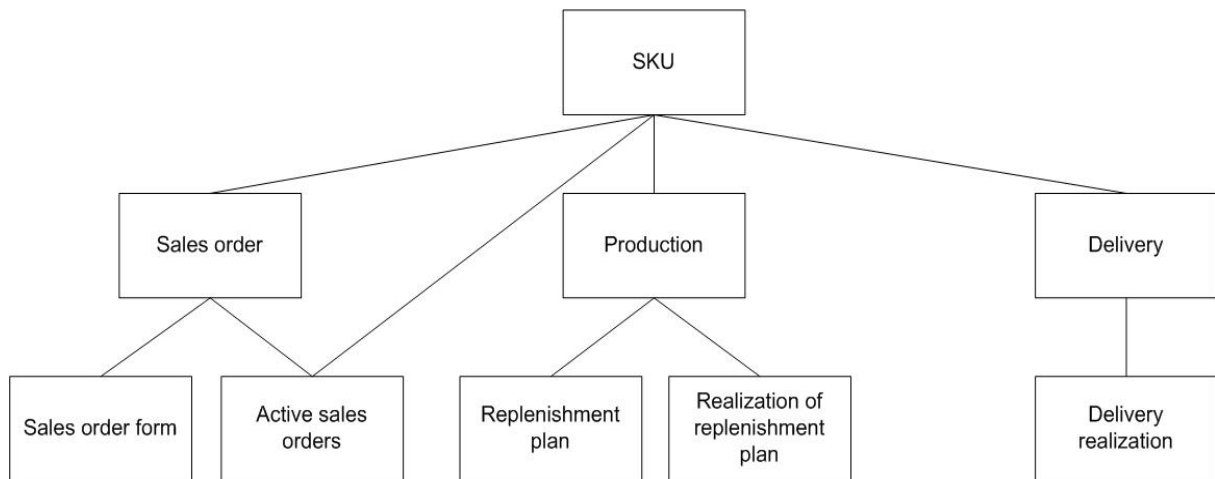 SKU
Sales order
Production
Delivery
Sales order form
Active sales
orders
Replenishment
plan
Realization of
replenishment
plan
Delivery
realization